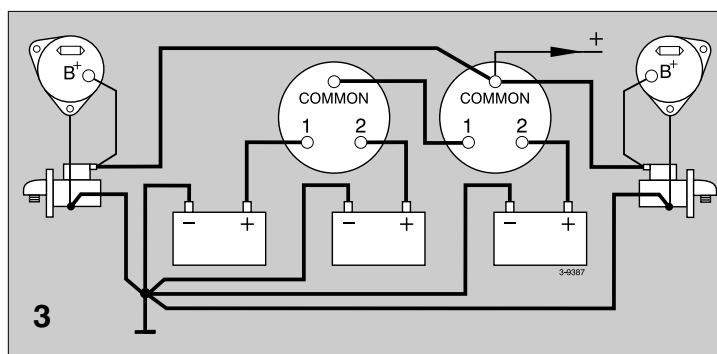 B+
+
B+
COMMON
1 2
COMMON
1 2
- +
- +
- +
3-9387
3